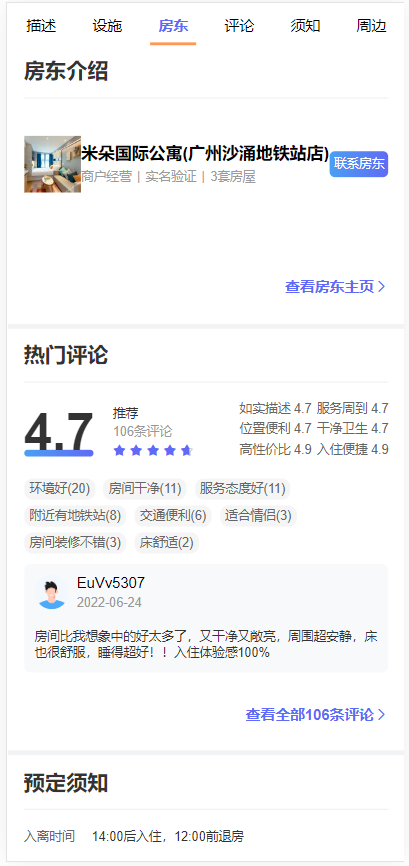 描述 设施 房东 评论 须知 周边
房东介绍
米朵国际公寓(广州沙涌地铁站店)
商户经营 | 实名验证 | 3套房屋
联系房东
查看房东主页
热门评论
4.7
推荐
106条评论
如实描述 4.7 服务周到 4.7
位置便利 4.7 干净卫生 4.7
高性价比 4.9 入住便捷 4.9
环境好(20) 房间干净(11) 服务态度好(11)
附近有地铁站(8) 交通便利(6) 适合情侣(3)
房间装修不错(3) 床舒适(2)
EuVv5307
2022-06-24
房间比我想象中的好太多了，又干净又敞亮，周围超安静，床
也很舒服，睡得超好！！入住体验感100%
查看全部106条评论
预定须知
入离时间 14:00后入住，12:00前退房